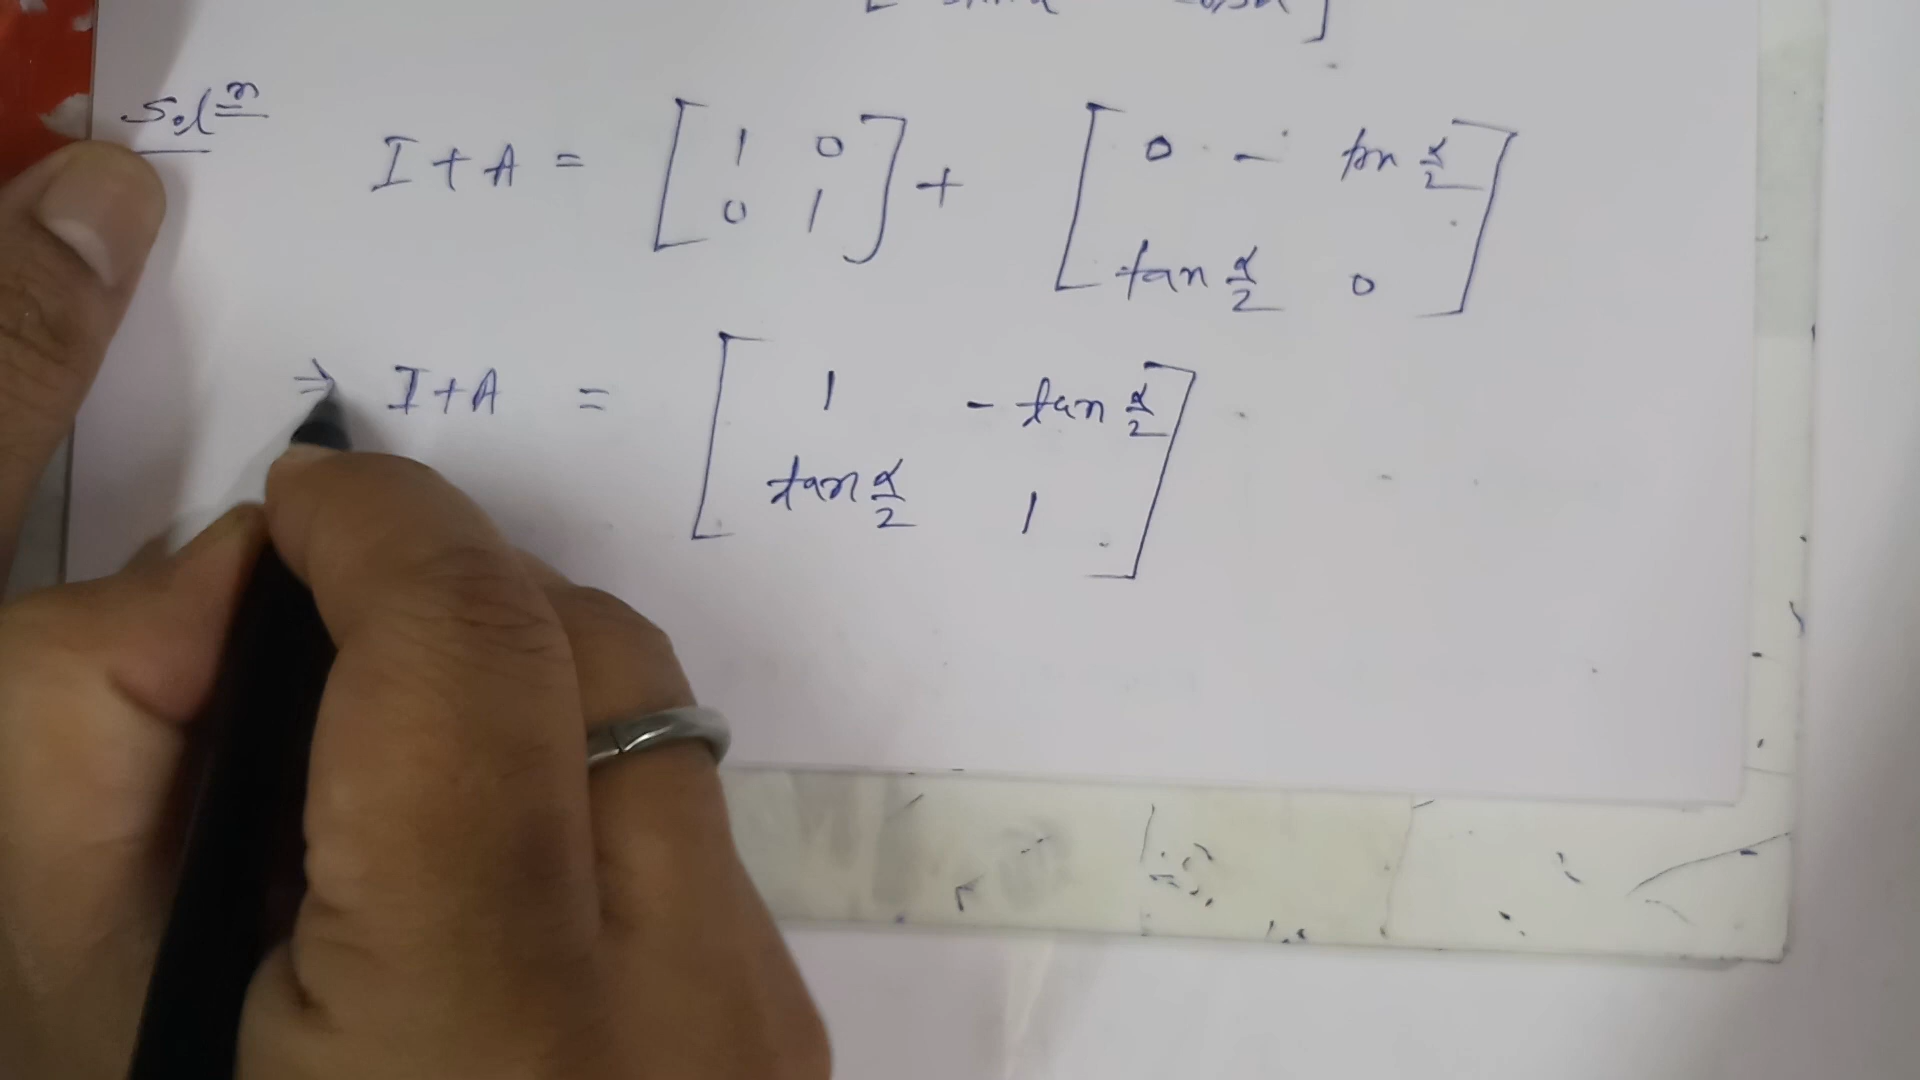 Solⁿ
I + A = [ 1 0 ] + [ 0 - tan α/2 ]
[ 0 1 ] [ tan α/2 0 ]
⇒ I+A = [ 1 - tan α/2 ]
[ tan α/2 1 ]